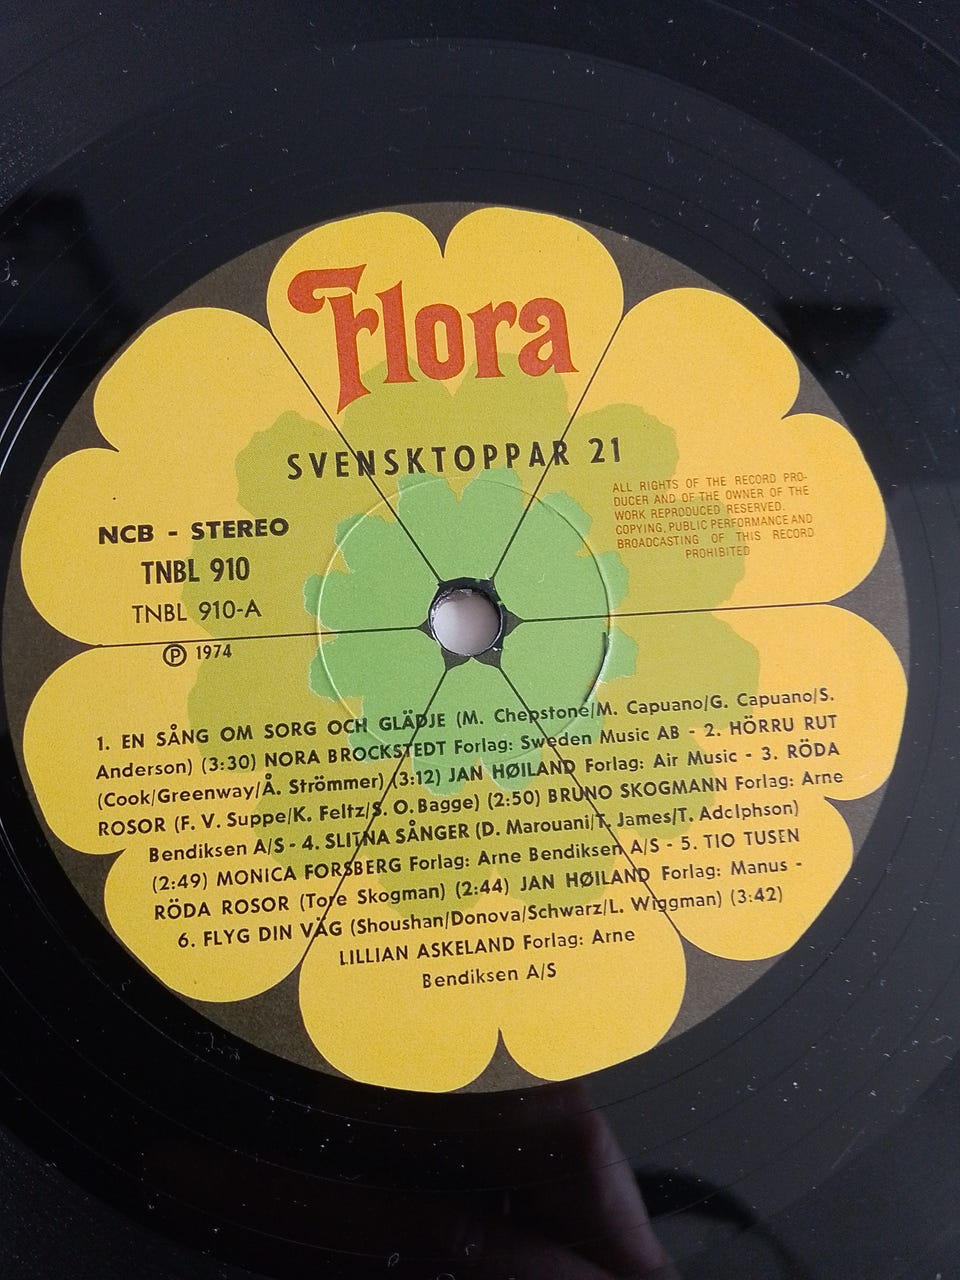 Flora
SVENSKTOPPAR 21
ALL RIGHTS OF THE RECORD PRO-
DUCER AND OF THE OWNER OF THE
WORK REPRODUCED RESERVED.
COPYING, PUBLIC PERFORMANCE AND
BROADCASTING OF THIS RECORD
PROHIBITED
NCB - STEREO
TNBL 910
TNBL 910-A
Ⓟ 1974
1. EN SÅNG OM SORG OCH GLÄDJE (M. Chepstone/M. Capuano/G. Capuano/S.
Anderson) (3:30) NORA BROCKSTEDT Forlag: Sweden Music AB - 2. HÖRRU RUT
(Cook/Greenway/Å. Strömmer) (3:12) JAN HØILAND Forlag: Air Music - 3. RÖDA
ROSOR (F. V. Suppe/K. Feltz/S. O. Bagge) (2:50) BRUNO SKOGMANN Forlag: Arne
Bendiksen A/S - 4. SLITNA SÅNGER (D. Marouani/T. James/T. Adolphson)
(2:49) MONICA FORSBERG Forlag: Arne Bendiksen A/S - 5. TIO TUSEN
RÖDA ROSOR (Tore Skogman) (2:44) JAN HØILAND Forlag: Manus -
6. FLYG DIN VÄG (Shoushan/Donova/Schwarz/L. Wiggman) (3:42)
LILLIAN ASKELAND Forlag: Arne
Bendiksen A/S